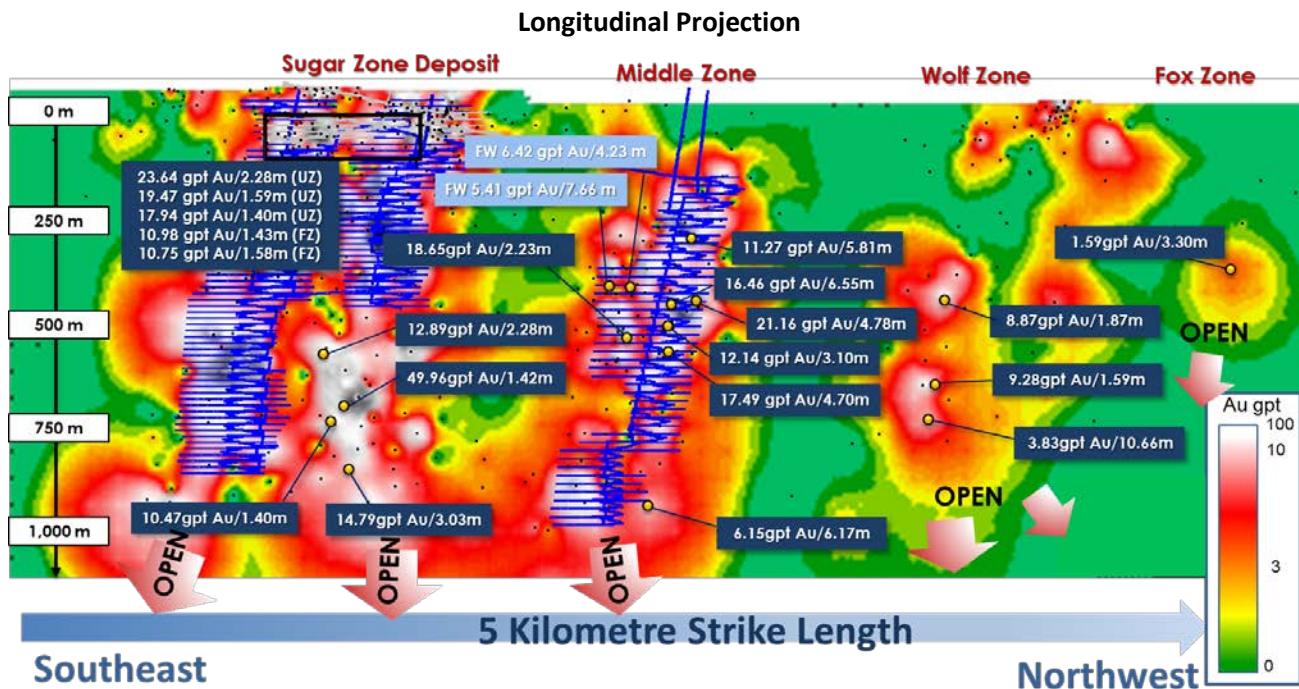 Longitudinal Projection
Sugar Zone Deposit
Middle Zone
Wolf Zone
Fox Zone
0 m
250 m
500 m
750 m
1,000 m
23.64 gpt Au/2.28m (UZ)
19.47 gpt Au/1.59m (UZ)
17.94 gpt Au/1.40m (UZ)
10.98 gpt Au/1.43m (FZ)
10.75 gpt Au/1.58m (FZ)
FW 6.42 gpt Au/4.23 m
FW 5.41 gpt Au/7.66 m
18.65gpt Au/2.23m
12.89gpt Au/2.28m
49.96gpt Au/1.42m
10.47gpt Au/1.40m
14.79gpt Au/3.03m
11.27 gpt Au/5.81m
16.46 gpt Au/6.55m
21.16 gpt Au/4.78m
12.14 gpt Au/3.10m
17.49 gpt Au/4.70m
6.15gpt Au/6.17m
1.59gpt Au/3.30m
8.87gpt Au/1.87m
9.28gpt Au/1.59m
3.83gpt Au/10.66m
OPEN
OPEN
OPEN
OPEN
OPEN
Au gpt
100
10
3
0
5 Kilometre Strike Length
Southeast
Northwest